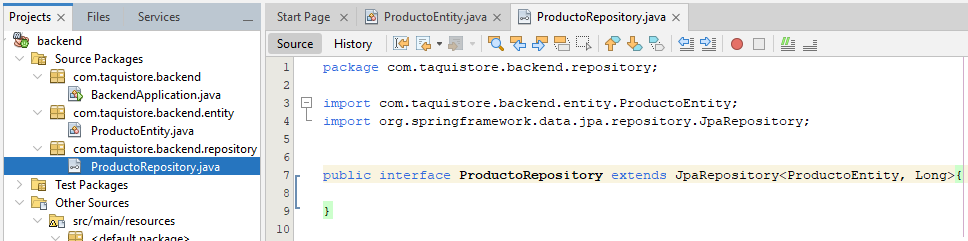 Projects
Files
Services
backend
Source Packages
com.taquistore.backend
BackendApplication.java
com.taquistore.backend.entity
ProductoEntity.java
com.taquistore.backend.repository
ProductoRepository.java
Test Packages
Other Sources
src/main/resources
<default package>
Start Page
ProductoEntity.java
ProductoRepository.java
Source
History
1 package com.taquistore.backend.repository;
2
3 import com.taquistore.backend.entity.ProductoEntity;
4 import org.springframework.data.jpa.repository.JpaRepository;
5
6
7 public interface ProductoRepository extends JpaRepository<ProductoEntity, Long>{
8
9 }
10